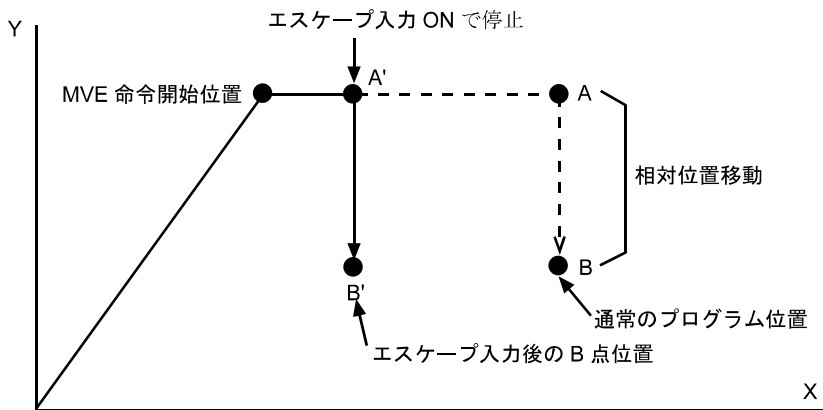 エスケープ入力 ON で停止
Y
A'
MVE 命令開始位置
A
相対位置移動
B
B'
通常のプログラム位置
エスケープ入力後の B 点位置
X